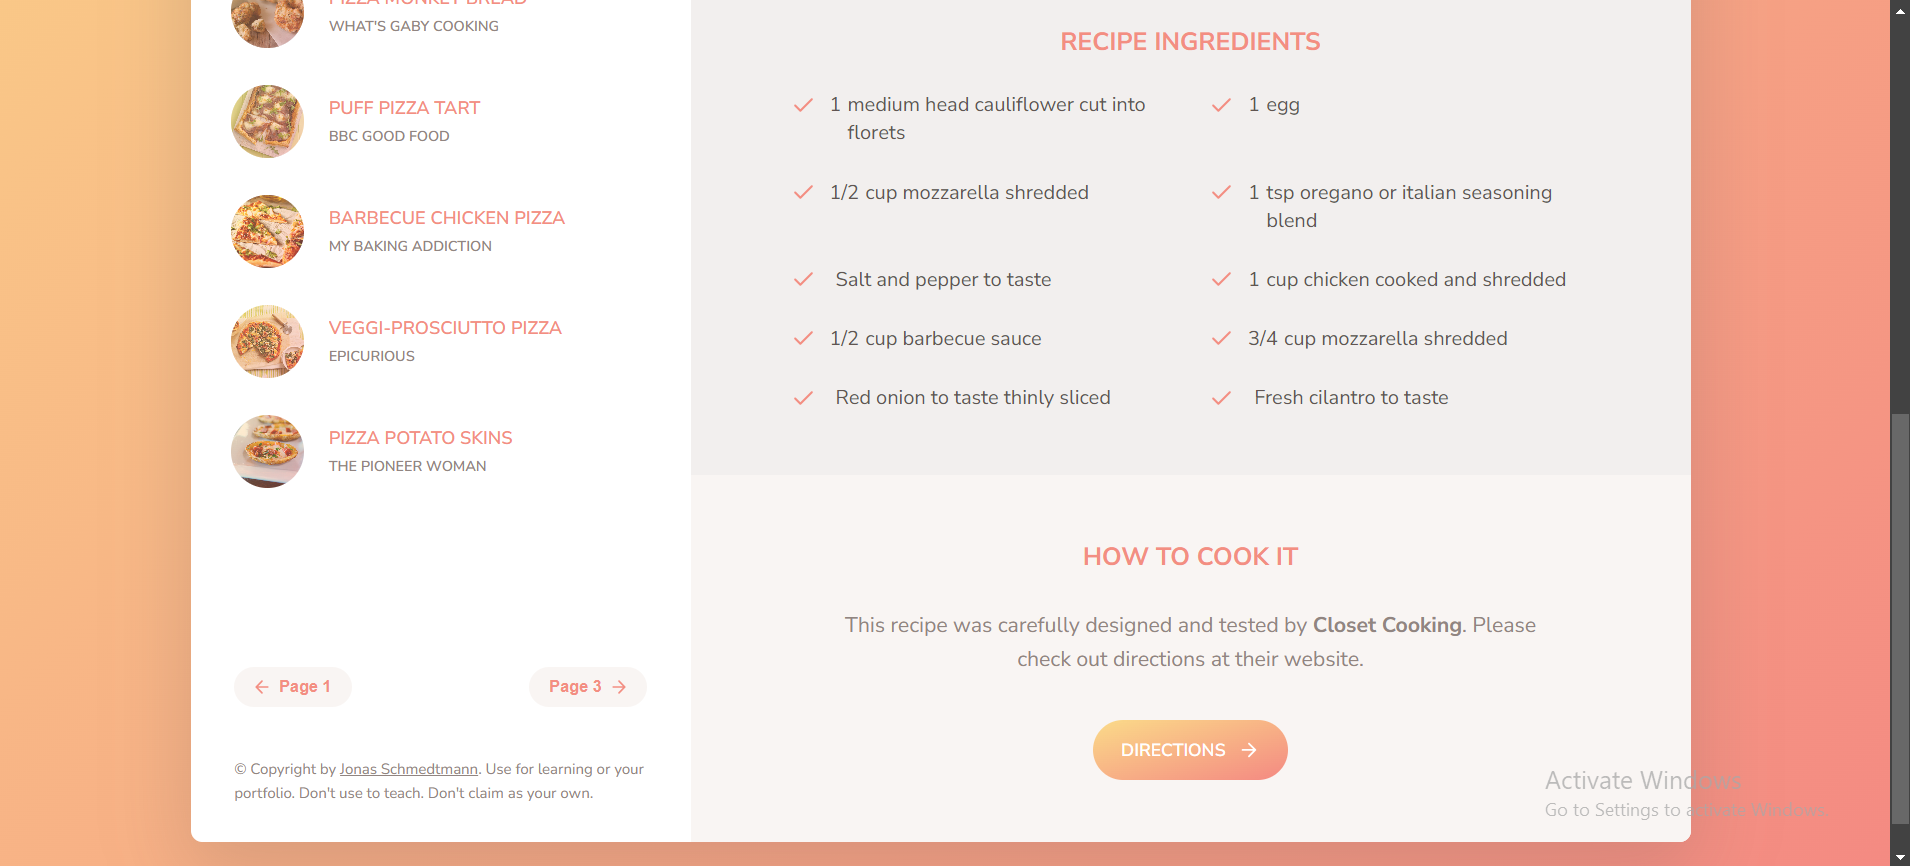 PIZZA MONKEY BREAD
WHAT'S GABY COOKING
PUFF PIZZA TART
BBC GOOD FOOD
BARBECUE CHICKEN PIZZA
MY BAKING ADDICTION
VEGGI-PROSCIUTTO PIZZA
EPICURIOUS
PIZZA POTATO SKINS
THE PIONEER WOMAN
Page 1
Page 3
© Copyright by Jonas Schmedtmann. Use for learning or your
portfolio. Don't use to teach. Don't claim as your own.
RECIPE INGREDIENTS
1 medium head cauliflower cut into
florets
1 egg
1/2 cup mozzarella shredded
1 tsp oregano or italian seasoning
blend
Salt and pepper to taste
1 cup chicken cooked and shredded
1/2 cup barbecue sauce
3/4 cup mozzarella shredded
Red onion to taste thinly sliced
Fresh cilantro to taste
HOW TO COOK IT
This recipe was carefully designed and tested by Closet Cooking. Please
check out directions at their website.
DIRECTIONS
Activate Windows
Go to Settings to activate Windows.